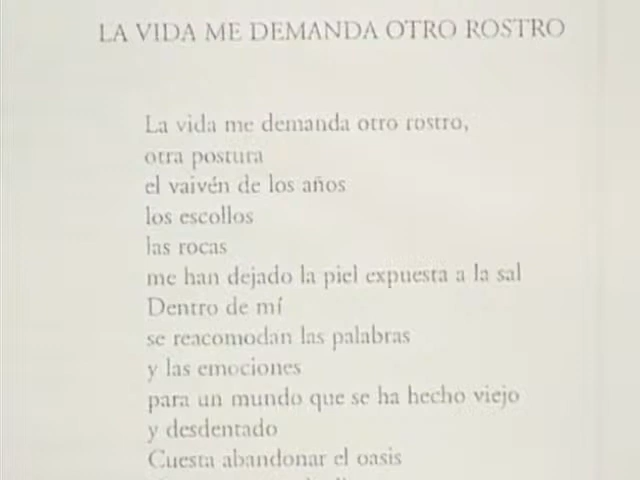 LA VIDA ME DEMANDA OTRO ROSTRO
La vida me demanda otro rostro,
otra postura
el vaivén de los años
los escollos
las rocas
me han dejado la piel expuesta a la sal
Dentro de mí
se reacomodan las palabras
y las emociones
para un mundo que se ha hecho viejo
y desdentado
Cuesta abandonar el oasis